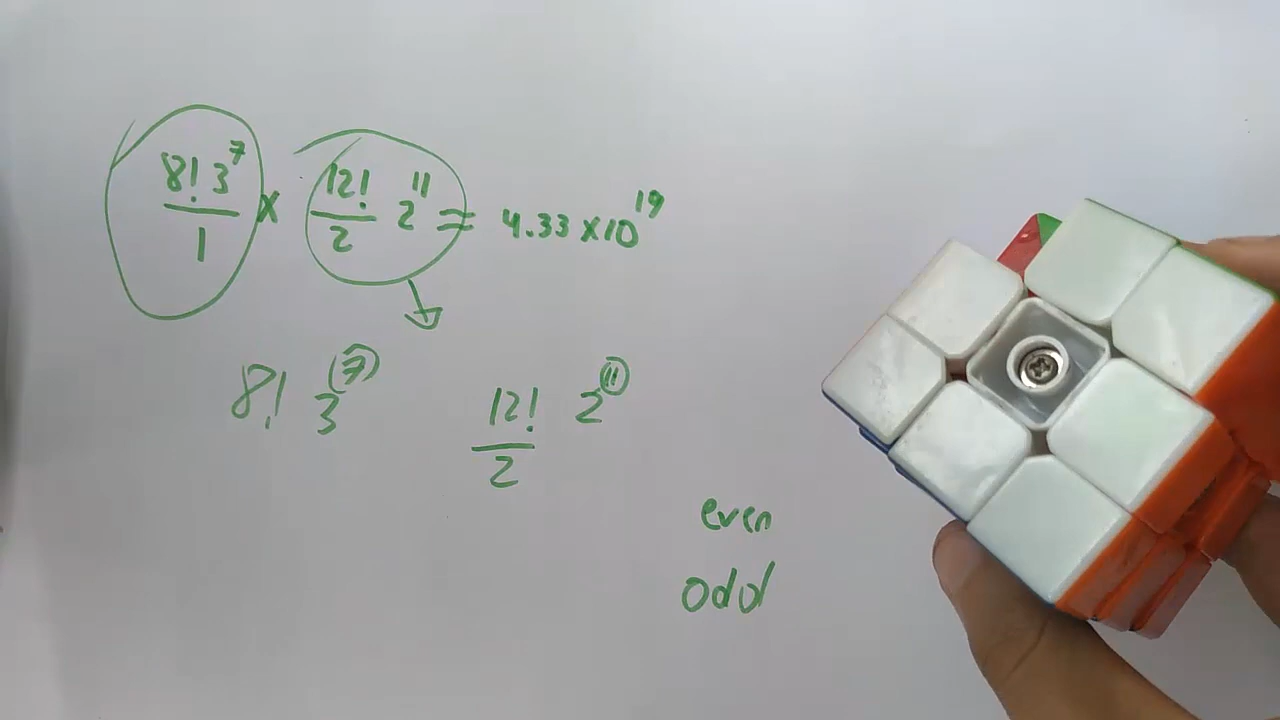 8! 3^7 / 1 x 12! / 2 2^11 = 4.33 x 10^19
8! 3^(7) 12! / 2 2^11
even
odd